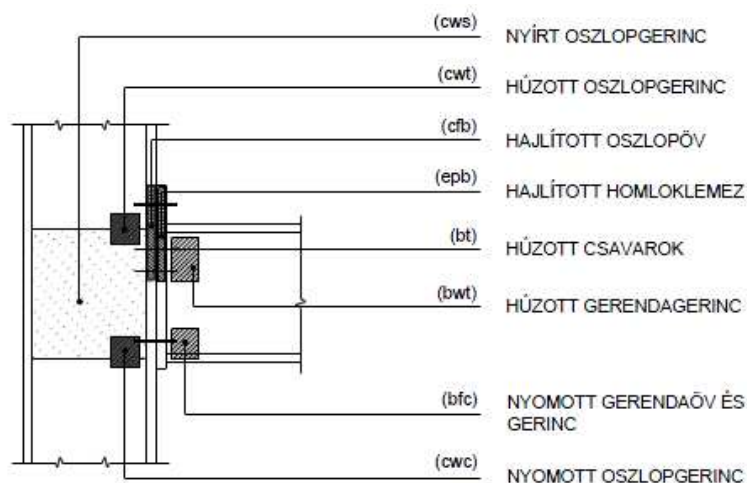 (cws) NYÍRT OSZLOPGERINC
(cwt) HÚZOTT OSZLOPGERINC
(cfb) HAJLÍTOTT OSZLOPÖV
(epb) HAJLÍTOTT HOMLOKLEMEZ
(bt) HÚZOTT CSAVAROK
(bwt) HÚZOTT GERENDAGERINC
(bfc) NYOMOTT GERENDAÖV ÉS
GERINC
(cwc) NYOMOTT OSZLOPGERINC